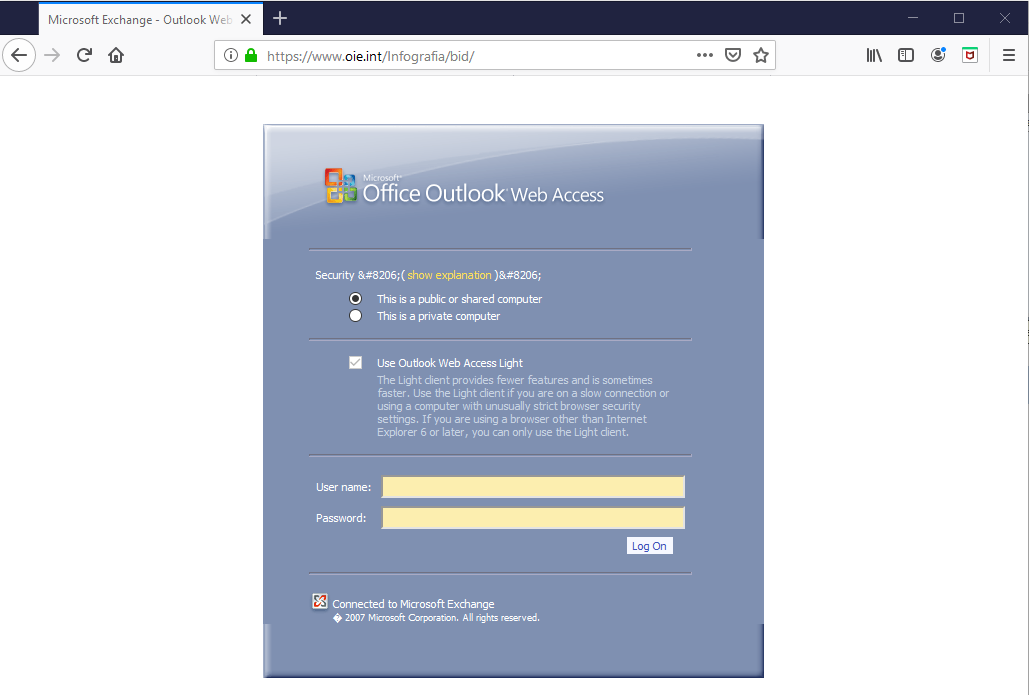 Microsoft Exchange - Outlook Web
https://www.oie.int/Infografia/bid/
Microsoft®
Office Outlook® Web Access
Security &#8206;( show explanation )&#8206;
This is a public or shared computer
This is a private computer
Use Outlook Web Access Light
The Light client provides fewer features and is sometimes
faster. Use the Light client if you are on a slow connection or
using a computer with unusually strict browser security
settings. If you are using a browser other than Internet
Explorer 6 or later, you can only use the Light client.
User name:
Password:
Log On
Connected to Microsoft Exchange
� 2007 Microsoft Corporation. All rights reserved.